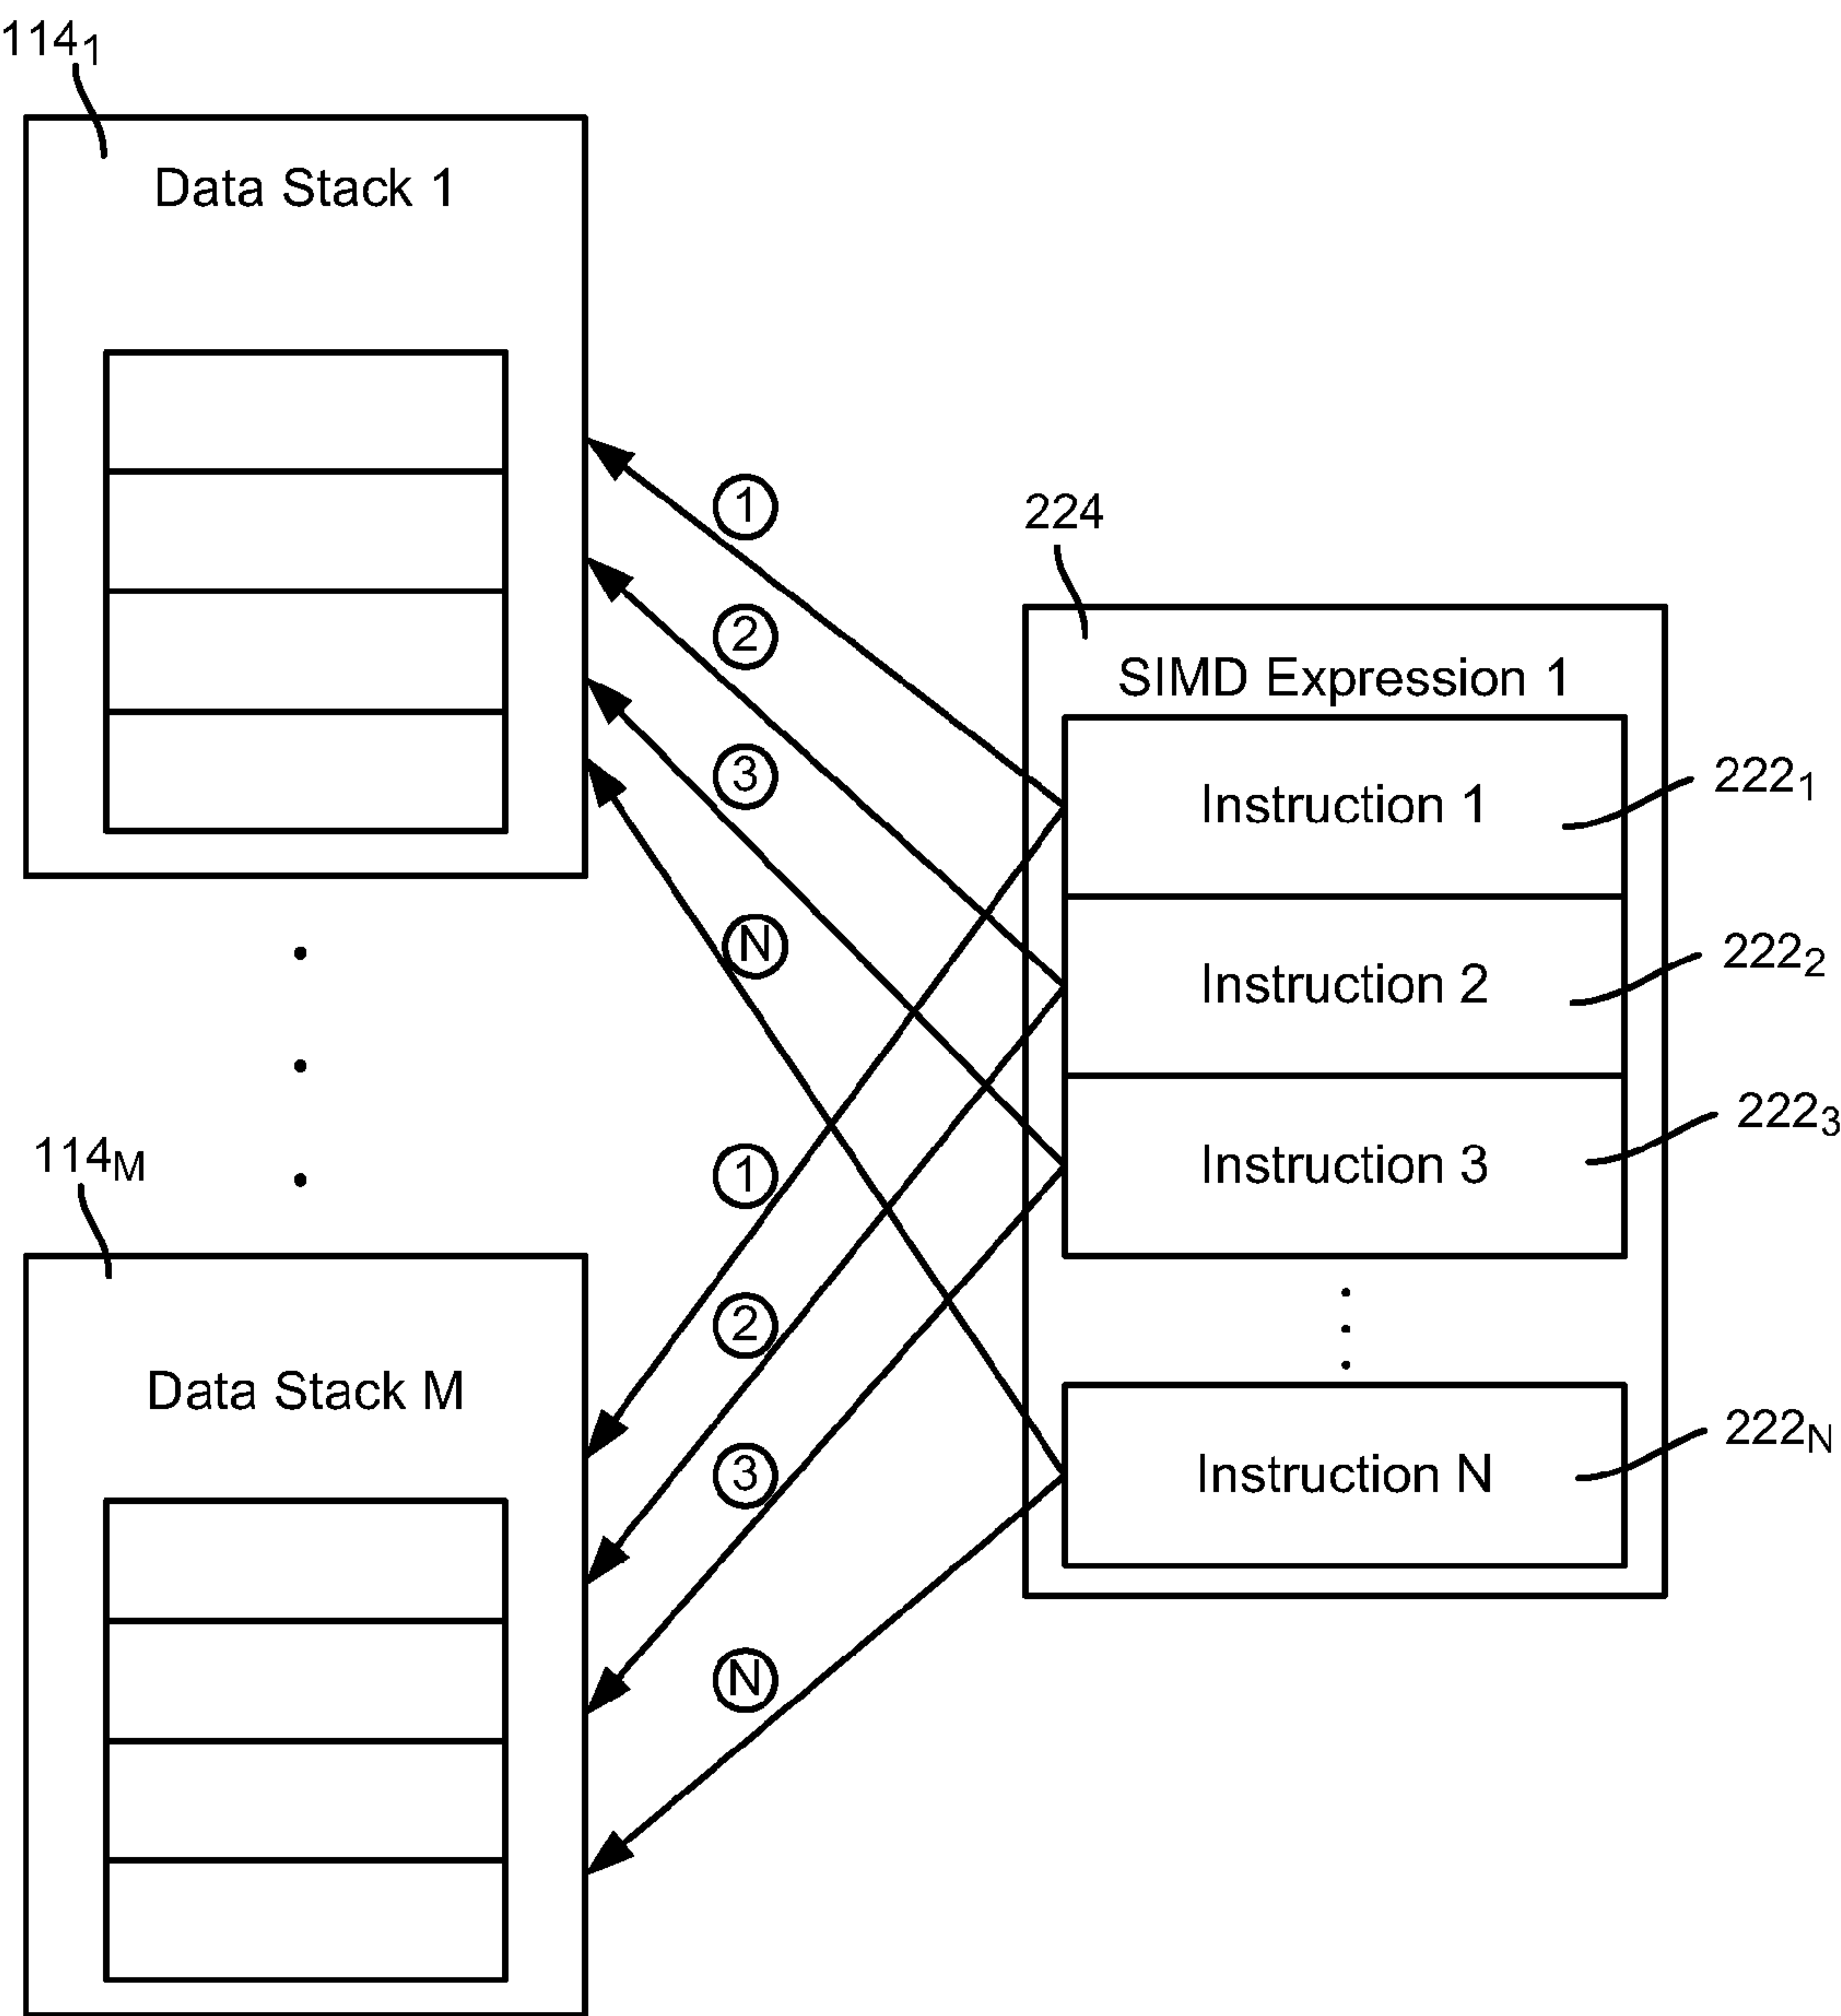 114₁
Data Stack 1
1
224
2
SIMD Expression 1
3
Instruction 1
222₁
N
Instruction 2
222₂
114M
1
Instruction 3
222₃
2
Data Stack M
3
Instruction N
222N
N